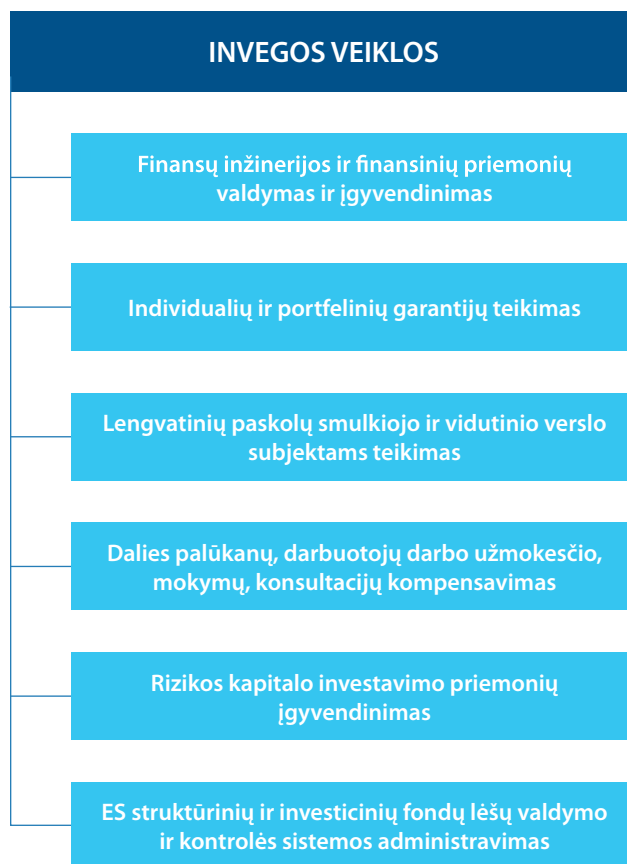 INVEGOS VEIKLOS
Finansų inžinerijos ir finansinių priemonių
valdymas ir įgyvendinimas
Individualių ir portfelinių garantijų teikimas
Lengvatinių paskolų smulkiojo ir vidutinio verslo
subjektams teikimas
Dalies palūkanų, darbuotojų darbo užmokesčio,
mokymų, konsultacijų kompensavimas
Rizikos kapitalo investavimo priemonių
įgyvendinimas
ES struktūrinių ir investicinių fondų lėšų valdymo
ir kontrolės sistemos administravimas